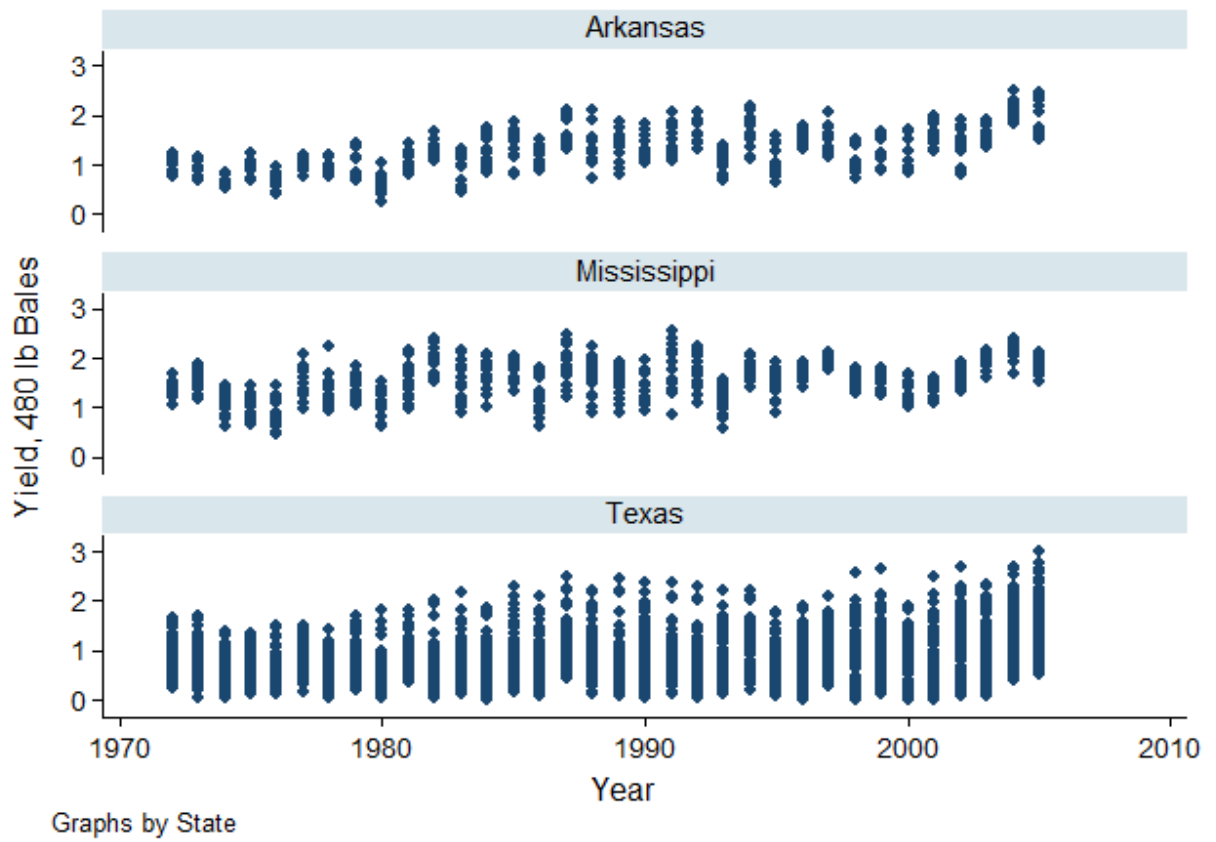 Arkansas
3
2
1
0
Mississippi
3
2
1
0
Texas
3
2
1
0
Yield, 480 lb Bales
1970 1980 1990 2000 2010
Year
Graphs by State